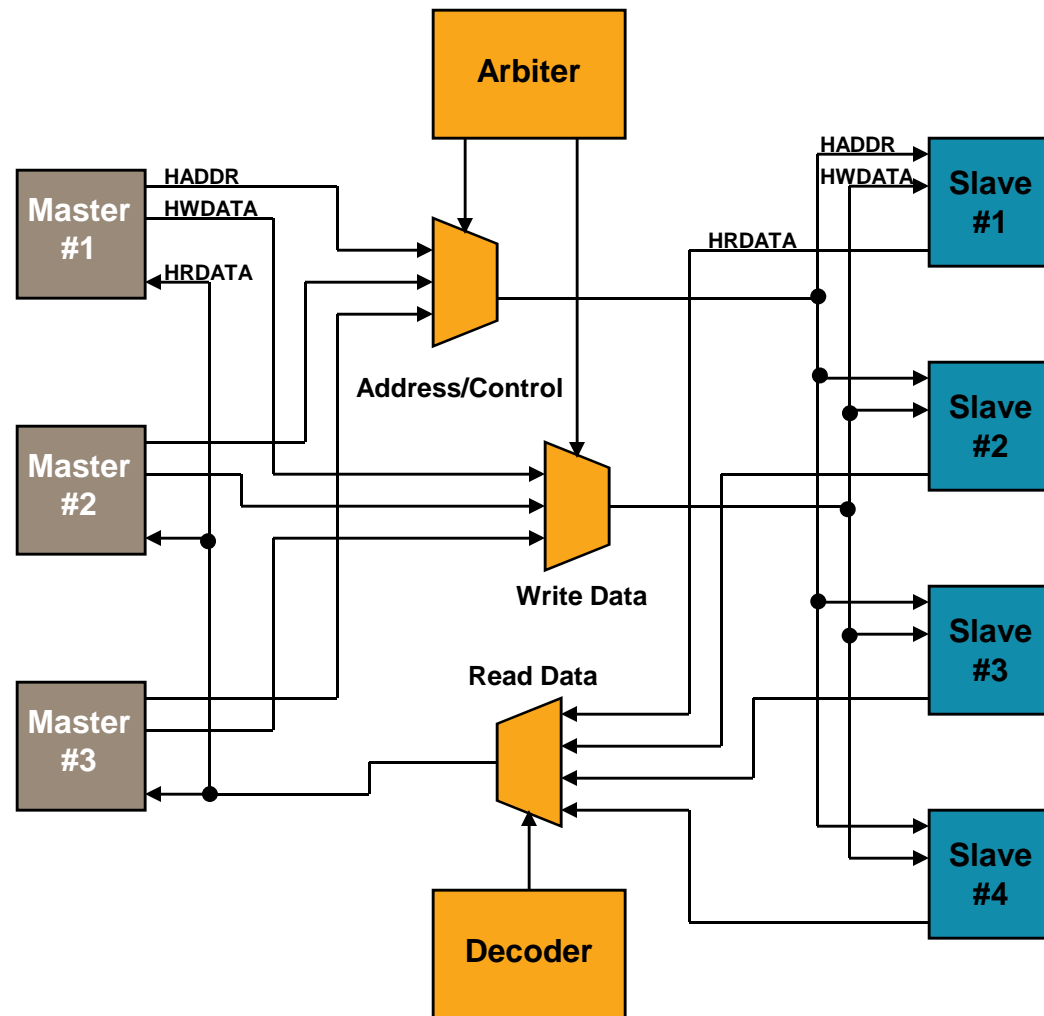 Arbiter
HADDR
HWDATA
HRDATA
Master
#1
HADDR
HWDATA
HRDATA
Slave
#1
Address/Control
Master
#2
Slave
#2
Write Data
Read Data
Master
#3
Slave
#3
Decoder
Slave
#4